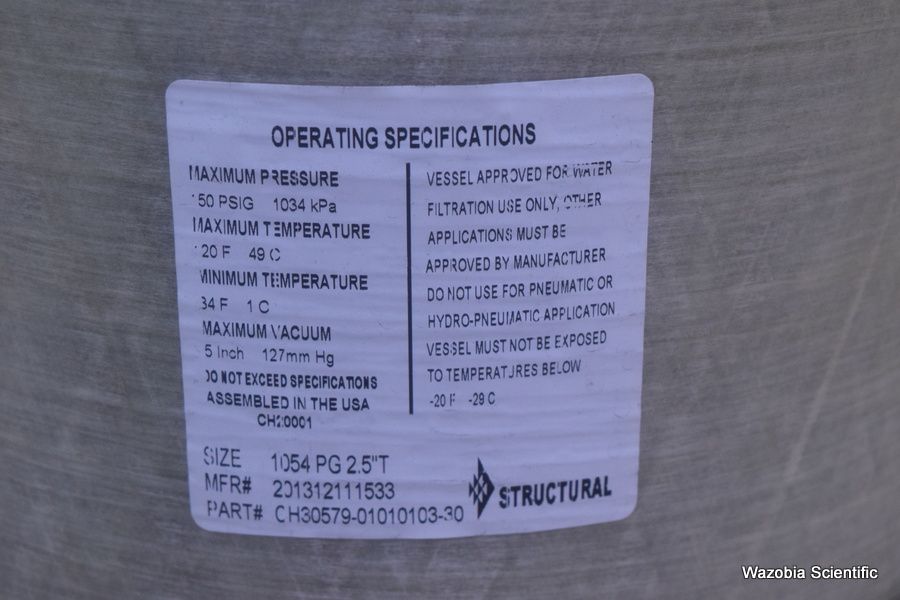 OPERATING SPECIFICATIONS
MAXIMUM PRESSURE
150 PSIG 1034 kPa
MAXIMUM TEMPERATURE
120 F 49 C
MINIMUM TEMPERATURE
34 F 1 C
MAXIMUM VACUUM
5 Inch 127mm Hg
DO NOT EXCEED SPECIFICATIONS
ASSEMBLED IN THE USA
CH20001
VESSEL APPROVED FOR WATER
FILTRATION USE ONLY, OTHER
APPLICATIONS MUST BE
APPROVED BY MANUFACTURER
DO NOT USE FOR PNEUMATIC OR
HYDRO-PNEUMATIC APPLICATION
VESSEL MUST NOT BE EXPOSED
TO TEMPERATURES BELOW
-20 F -29 C
SIZE 1054 PG 2.5"T
MFR# 201312111533
PART# CH30579-01010103-30
STRUCTURAL
Wazobia Scientific